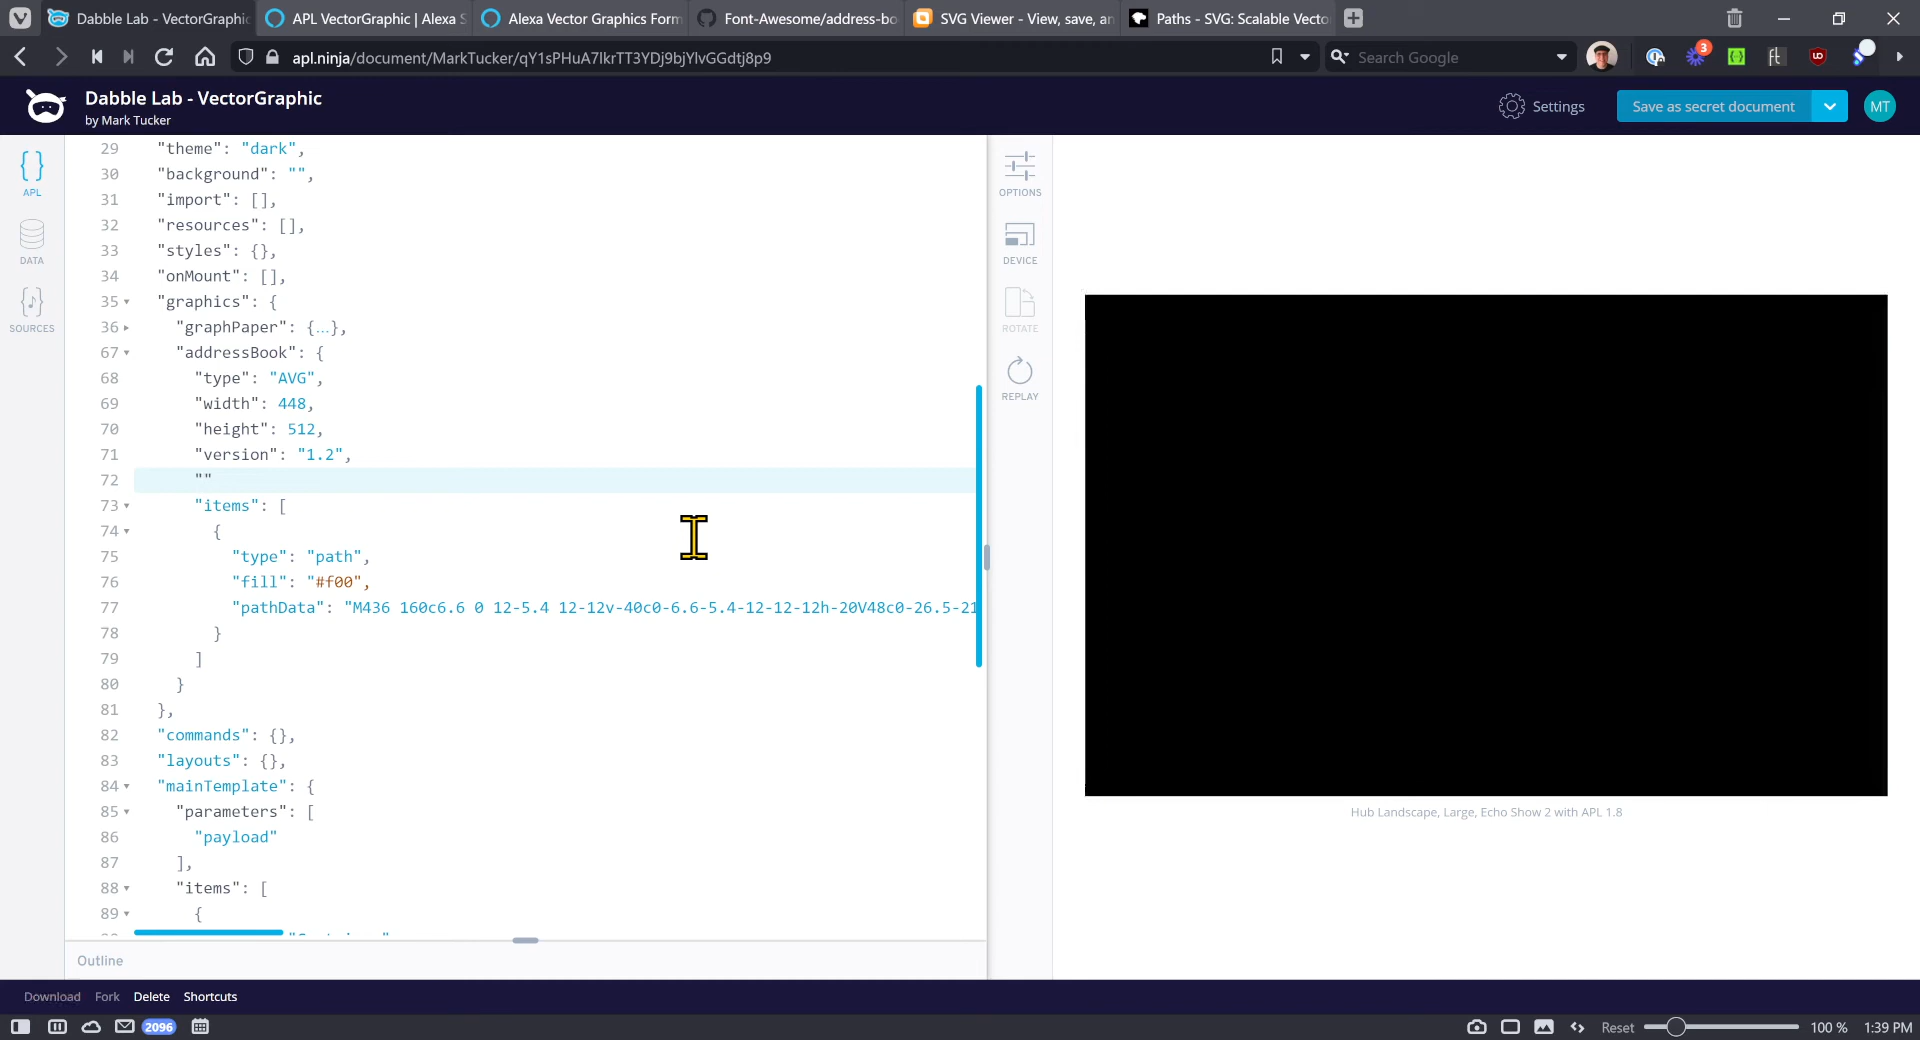 Dabble Lab - VectorGraphic
APL VectorGraphic | Alexa S
Alexa Vector Graphics Form
Font-Awesome/address-bo
SVG Viewer - View, save, an
Paths - SVG: Scalable Vecto
apl.ninja/document/MarkTucker/qY1sPHuA7lkrTT3YDj9bjYlvGGdtj8p9
Search Google
3
Dabble Lab - VectorGraphic
by Mark Tucker
Settings
Save as secret document
MT
APL
DATA
SOURCES
29 "theme": "dark",
30 "background": "",
31 "import": [],
32 "resources": [],
33 "styles": {},
34 "onMount": [],
35 "graphics": {
36 "graphPaper": {...},
67 "addressBook": {
68 "type": "AVG",
69 "width": 448,
70 "height": 512,
71 "version": "1.2",
72 ""
73 "items": [
74 {
75 "type": "path",
76 "fill": "#f00",
77 "pathData": "M436 160c6.6 0 12-5.4 12-12v-40c0-6.6-5.4-12-12-12h-20V48c0-26.5-21
78 }
79 ]
80 }
81 },
82 "commands": {},
83 "layouts": {},
84 "mainTemplate": {
85 "parameters": [
86 "payload"
87 ],
88 "items": [
89 {
OPTIONS
DEVICE
ROTATE
REPLAY
Hub Landscape, Large, Echo Show 2 with APL 1.8
Outline
Download Fork Delete Shortcuts
2096
Reset
100 %
1:39 PM